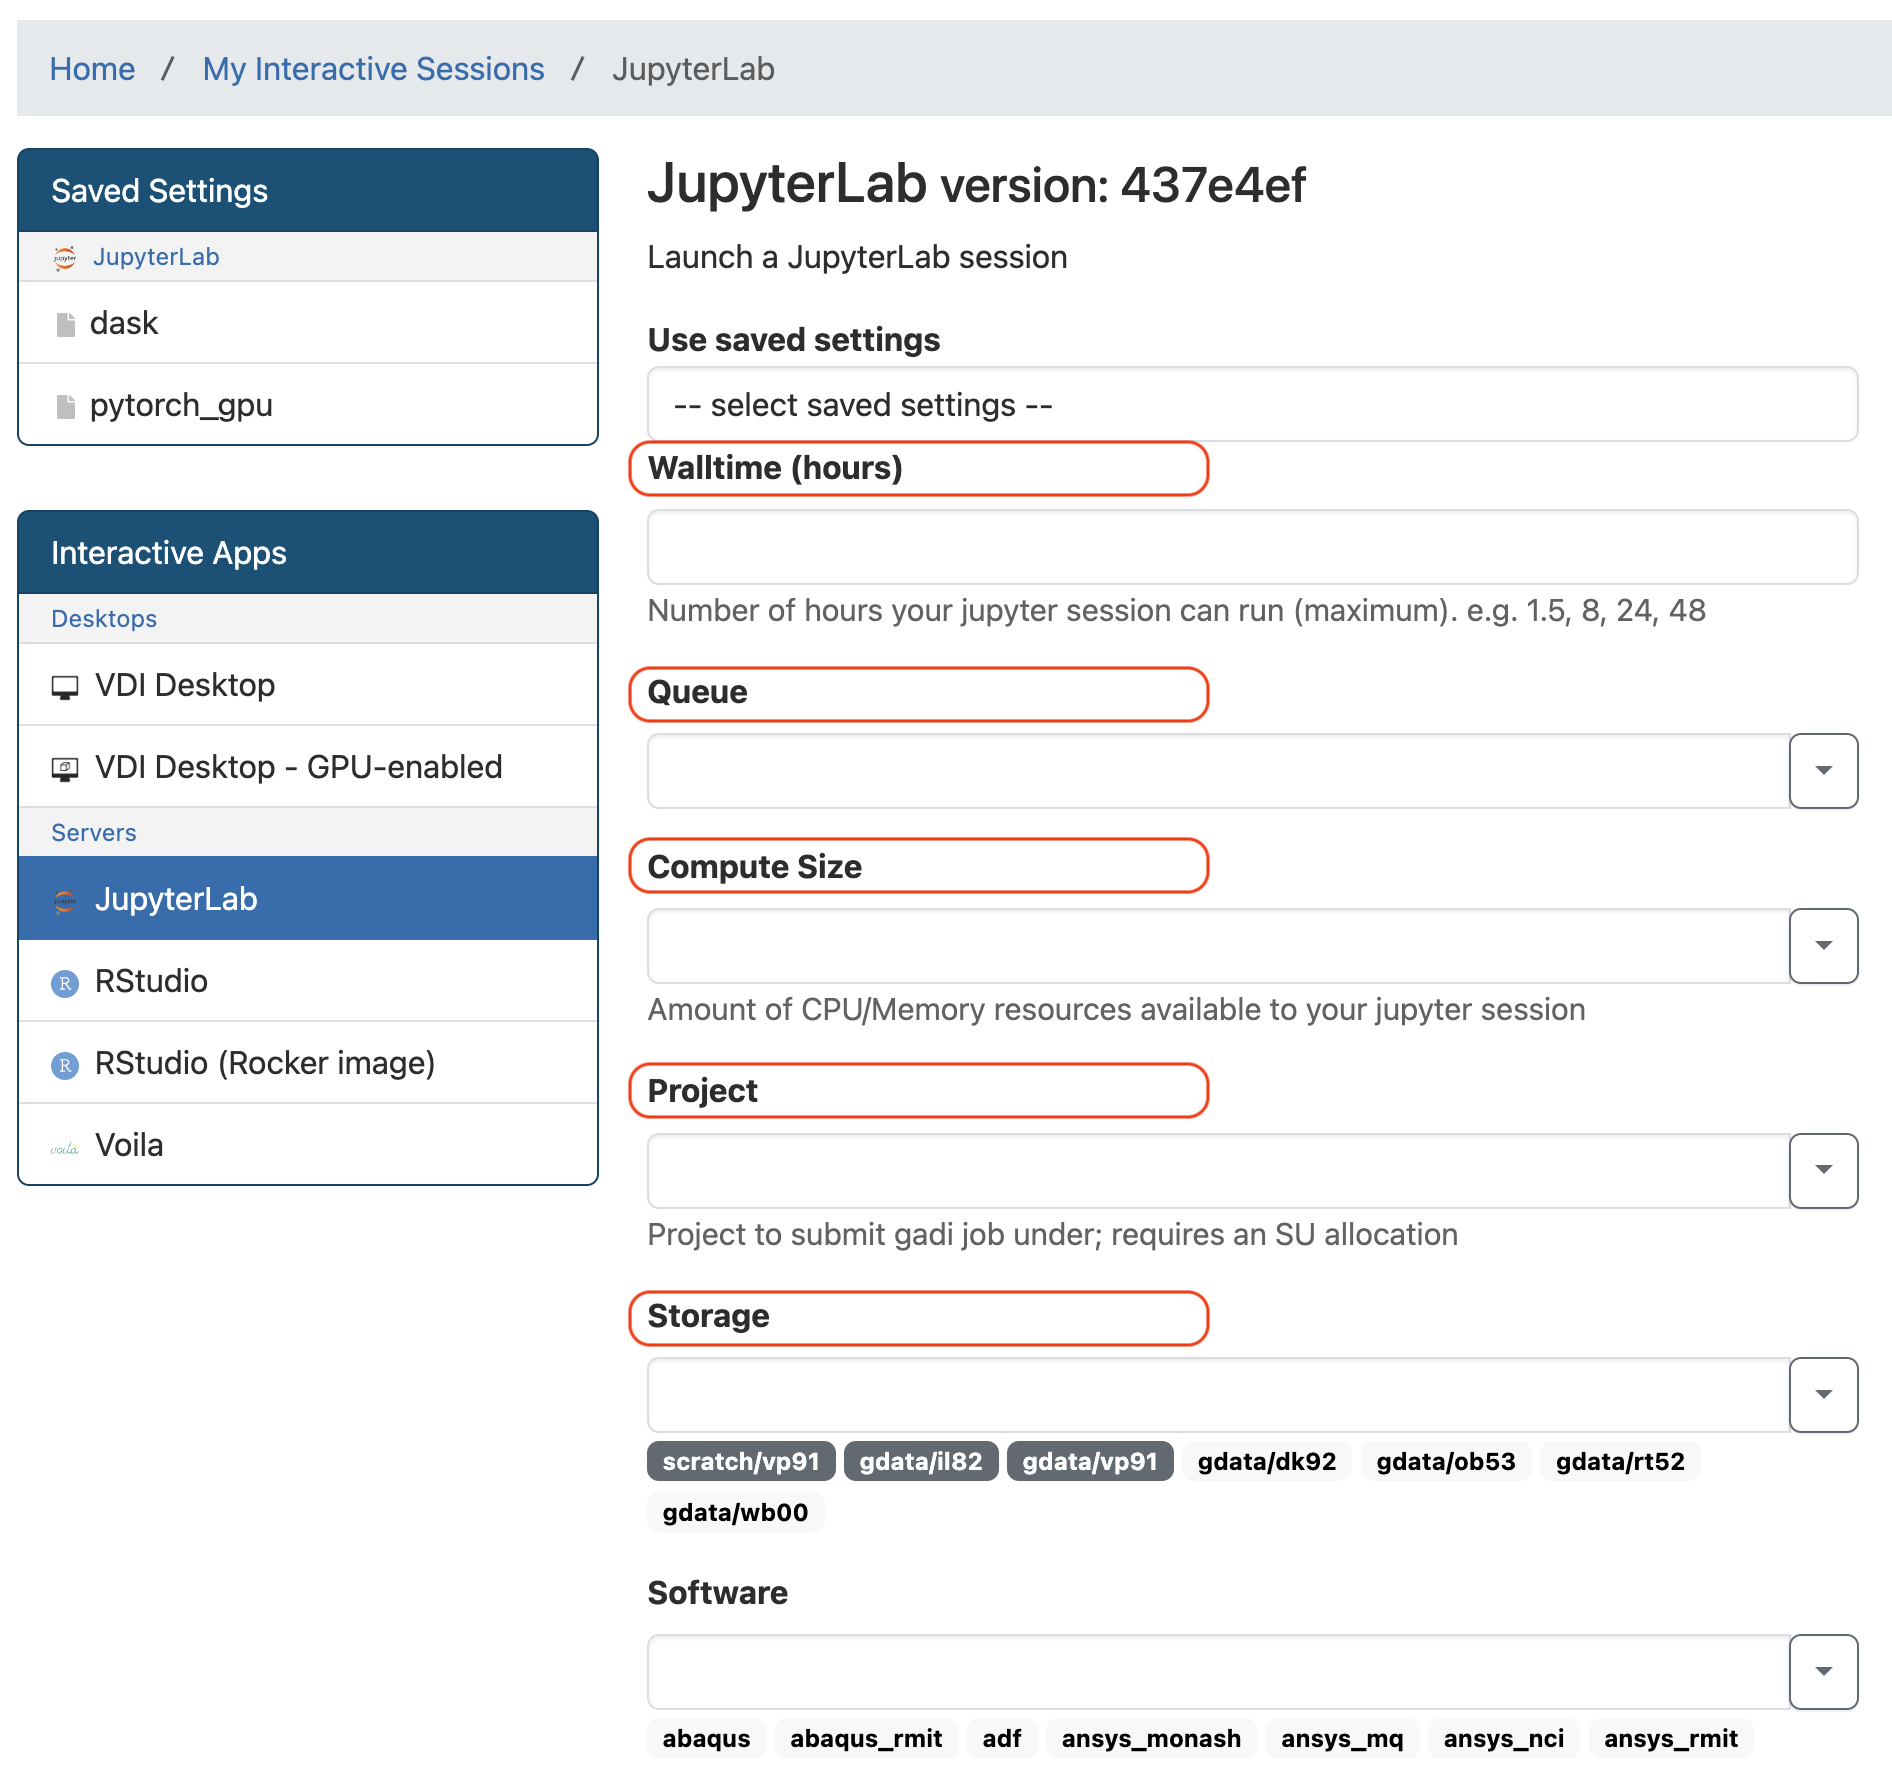 Home / My Interactive Sessions / JupyterLab
Saved Settings
JupyterLab
dask
pytorch_gpu
Interactive Apps
Desktops
VDI Desktop
VDI Desktop - GPU-enabled
Servers
JupyterLab
RStudio
RStudio (Rocker image)
Voila
JupyterLab version: 437e4ef
Launch a JupyterLab session
Use saved settings
-- select saved settings --
Walltime (hours)
Number of hours your jupyter session can run (maximum). e.g. 1.5, 8, 24, 48
Queue
Compute Size
Amount of CPU/Memory resources available to your jupyter session
Project
Project to submit gadi job under; requires an SU allocation
Storage
scratch/vp91 gdata/il82 gdata/vp91 gdata/dk92 gdata/ob53 gdata/rt52
gdata/wb00
Software
abaqus abaqus_rmit adf ansys_monash ansys_mq ansys_nci ansys_rmit